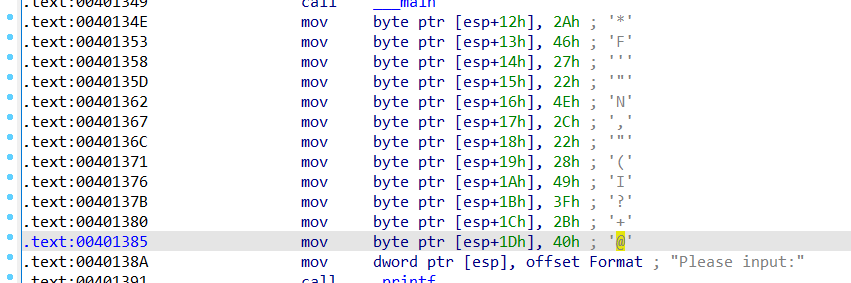 .text:00401349 call ___main
.text:0040134E mov byte ptr [esp+12h], 2Ah ; '*'
.text:00401353 mov byte ptr [esp+13h], 46h ; 'F'
.text:00401358 mov byte ptr [esp+14h], 27h ; '''
.text:0040135D mov byte ptr [esp+15h], 22h ; '"'
.text:00401362 mov byte ptr [esp+16h], 4Eh ; 'N'
.text:00401367 mov byte ptr [esp+17h], 2Ch ; ','
.text:0040136C mov byte ptr [esp+18h], 22h ; '"'
.text:00401371 mov byte ptr [esp+19h], 28h ; '('
.text:00401376 mov byte ptr [esp+1Ah], 49h ; 'I'
.text:0040137B mov byte ptr [esp+1Bh], 3Fh ; '?'
.text:00401380 mov byte ptr [esp+1Ch], 2Bh ; '+'
.text:00401385 mov byte ptr [esp+1Dh], 40h ; '@'
.text:0040138A mov dword ptr [esp], offset Format ; "Please input:"
.text:00401391 call _printf